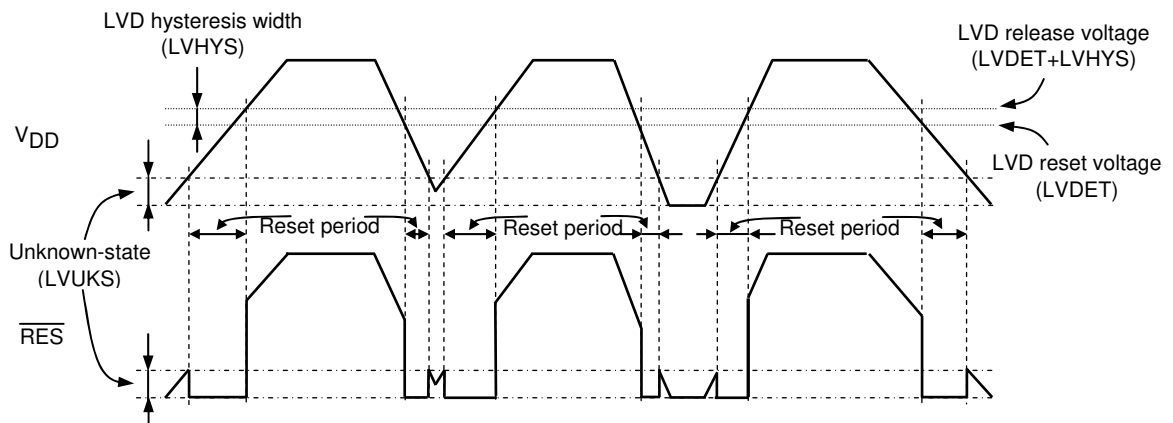 LVD hysteresis width
(LVHYS)
LVD release voltage
(LVDET+LVHYS)
VDD
LVD reset voltage
(LVDET)
Reset period
Reset period
Reset period
Unknown-state
(LVUKS)
RES